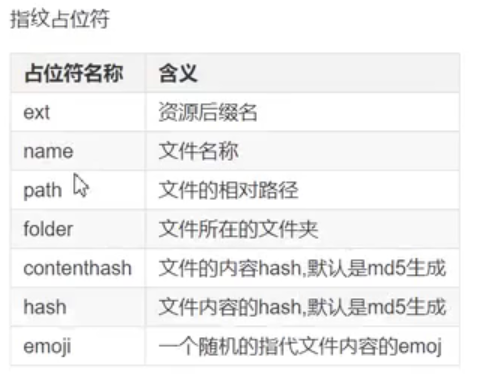 指纹占位符
占位符名称 含义
ext 资源后缀名
name 文件名称
path 文件的相对路径
folder 文件所在的文件夹
contenthash 文件的内容hash,默认是md5生成
hash 文件内容的hash,默认是md5生成
emoji 一个随机的指代文件内容的emoj